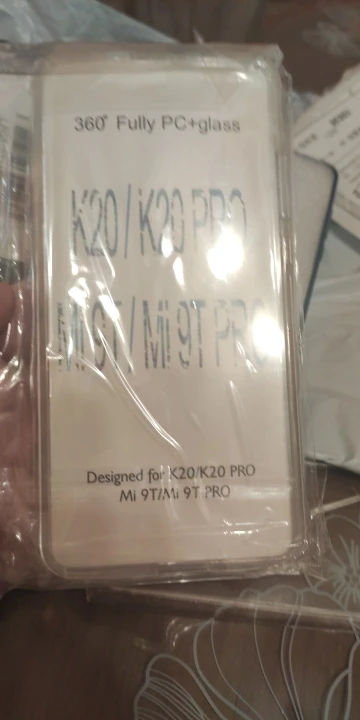 360° Fully PC+glass
K20/K20 PRO
Mi 9T/Mi 9T PRO
Designed for K20/K20 PRO
Mi 9T/Mi 9T PRO